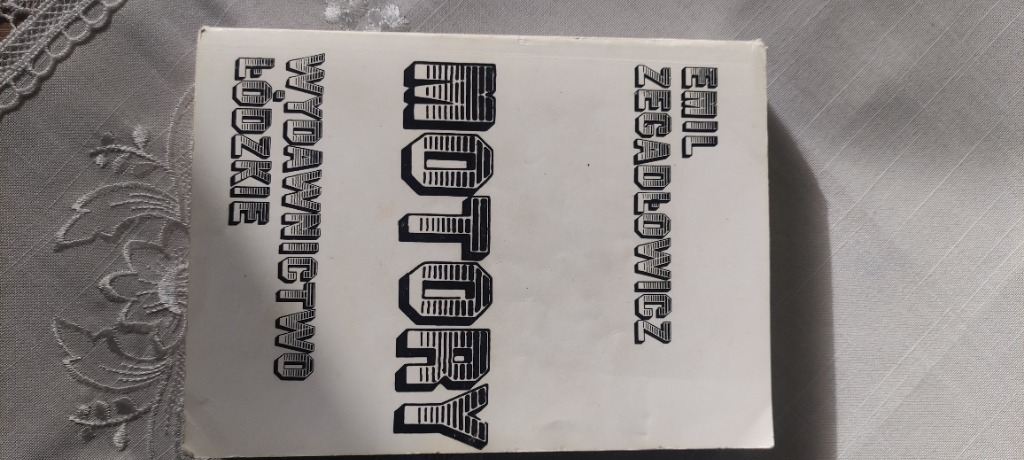 EMIL
ZEGADŁOWICZ
MOTORY
WYDAWNICTWO
ŁÓDZKIE